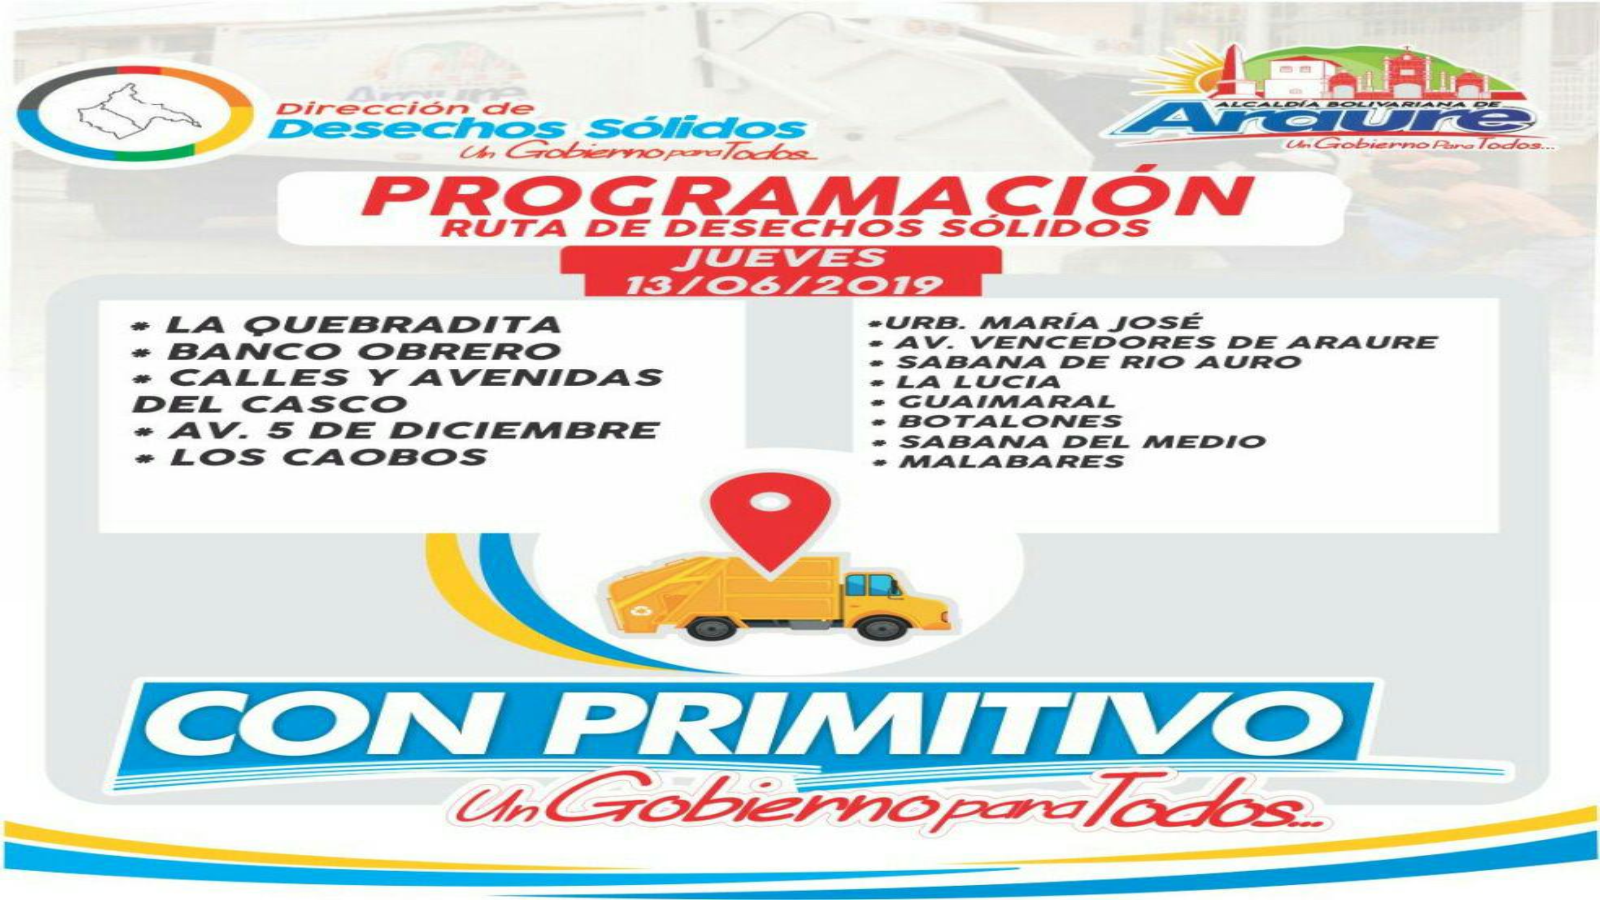 Dirección de
Desechos Sólidos
Un Gobierno para Todos...
ALCALDÍA BOLIVARIANA DE
Araure
Un Gobierno Para Todos...
PROGRAMACIÓN
RUTA DE DESECHOS SÓLIDOS
JUEVES
13/06/2019
* LA QUEBRADITA
* BANCO OBRERO
* CALLES Y AVENIDAS
DEL CASCO
* AV. 5 DE DICIEMBRE
* LOS CAOBOS
*URB. MARÍA JOSÉ
* AV. VENCEDORES DE ARAURE
* SABANA DE RIO AURO
* LA LUCIA
* GUAIMARAL
* BOTALONES
* SABANA DEL MEDIO
* MALABARES
CON PRIMITIVO
Un Gobierno para Todos...